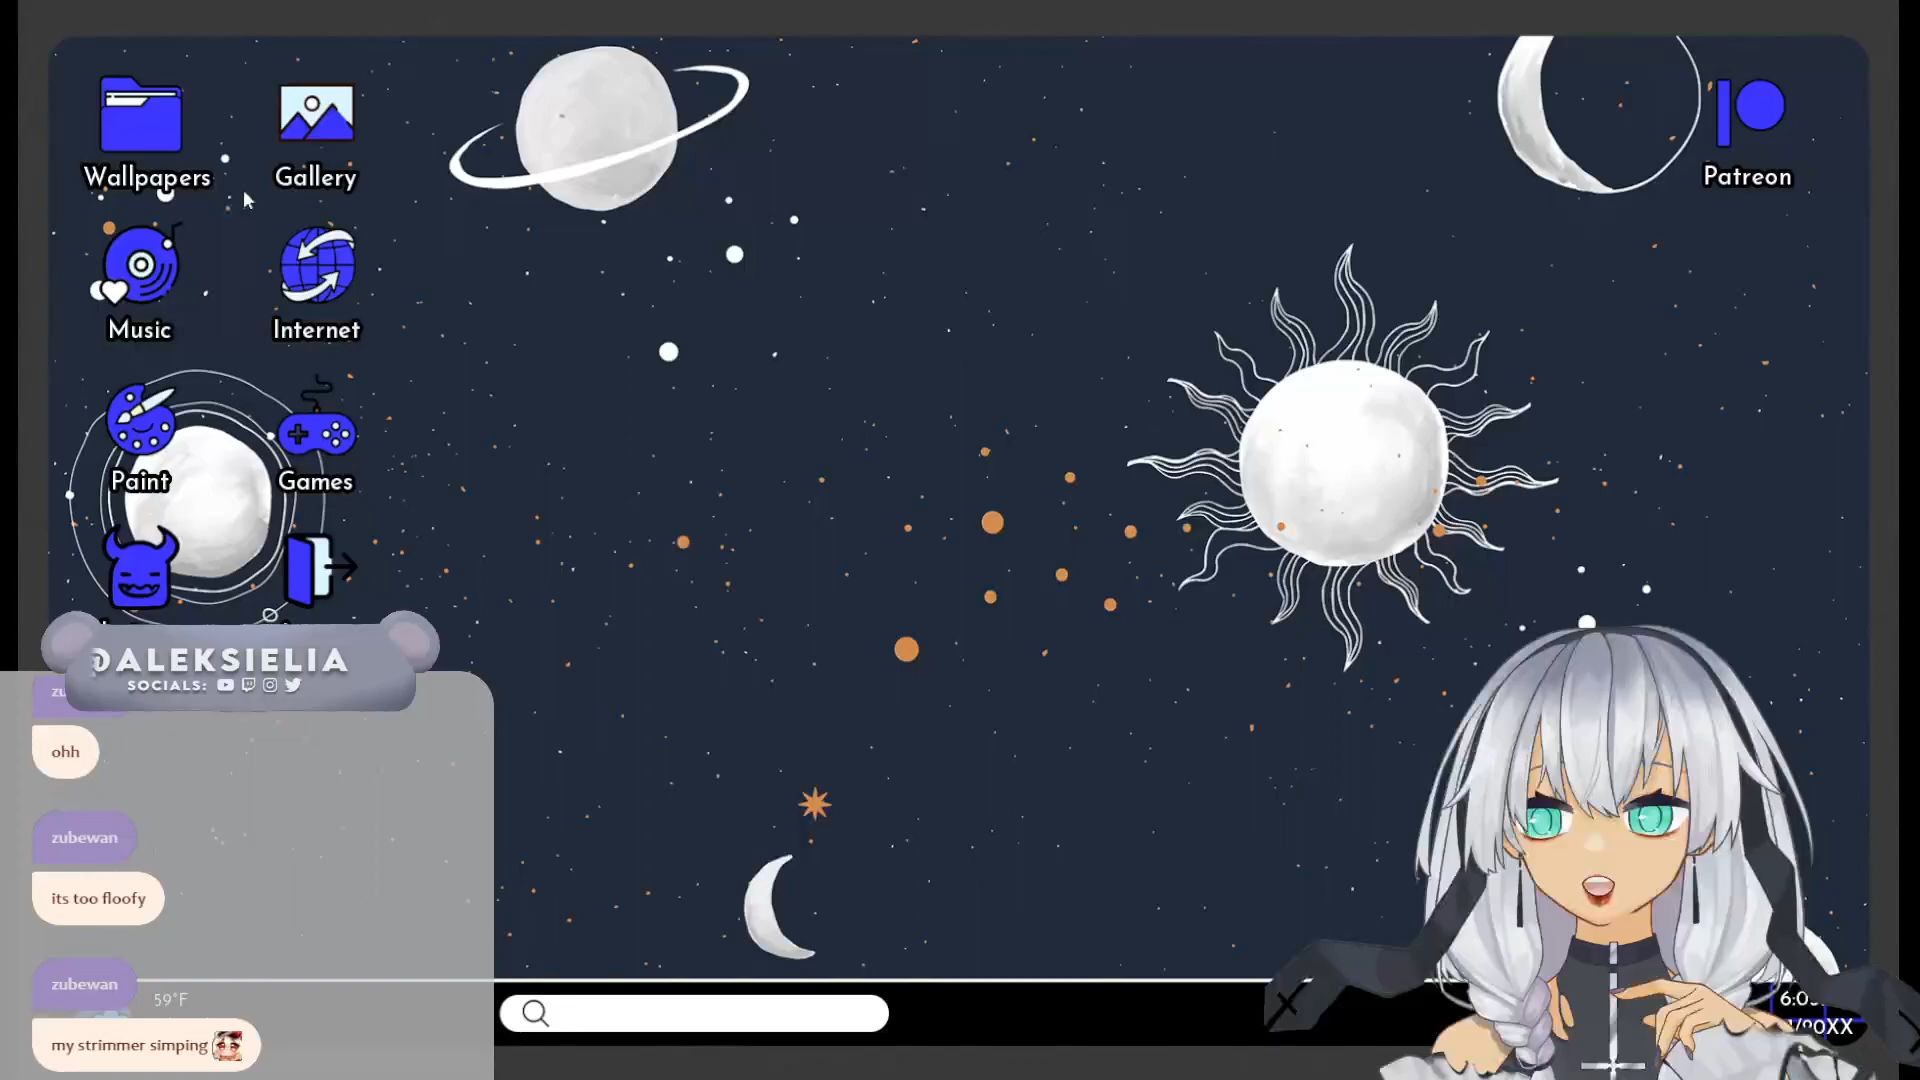 Wallpapers
Gallery
Patreon
Music
Internet
Paint
Games
@ALEKSIELIA
SOCIALS:
ohh
zubewan
its too floofy
zubewan
59°F
my strimmer simping